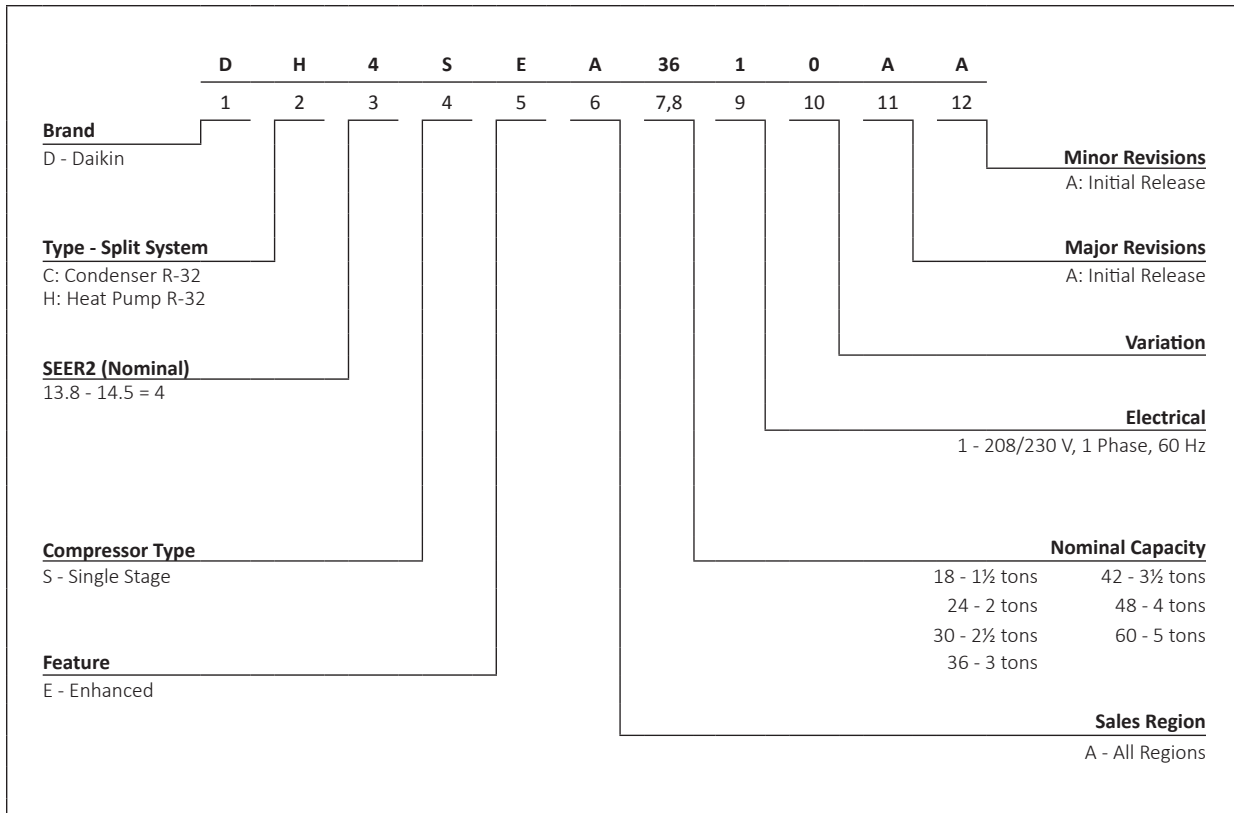 D H 4 S E A 36 1 0 A A
1 2 3 4 5 6 7,8 9 10 11 12
Brand
D - Daikin
Minor Revisions
A: Initial Release
Type - Split System
C: Condenser R-32
H: Heat Pump R-32
Major Revisions
A: Initial Release
Variation
SEER2 (Nominal)
13.8 - 14.5 = 4
Electrical
1 - 208/230 V, 1 Phase, 60 Hz
Compressor Type
S - Single Stage
Nominal Capacity
18 - 1½ tons 42 - 3½ tons
24 - 2 tons 48 - 4 tons
30 - 2½ tons 60 - 5 tons
36 - 3 tons
Feature
E - Enhanced
Sales Region
A - All Regions